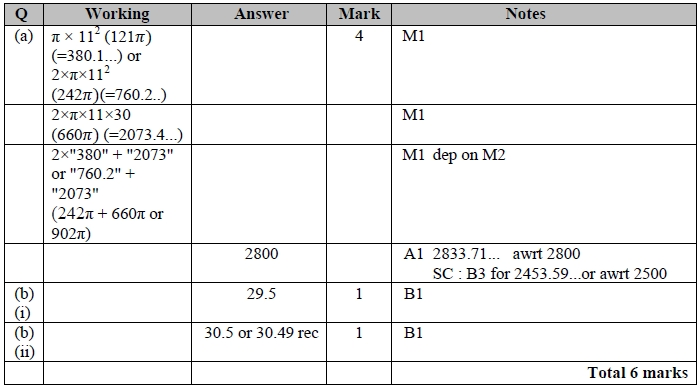 Q Working Answer Mark Notes
(a) π × 11² (121π) 4 M1
(=380.1...) or
2×π×11²
(242π)(=760.2..)
2×π×11×30 M1
(660π) (=2073.4...)
2×"380" + "2073" M1 dep on M2
or "760.2" +
"2073"
(242π + 660π or
902π)
2800 A1 2833.71... awrt 2800
SC : B3 for 2453.59...or awrt 2500
(b) 29.5 1 B1
(i)
(b) 30.5 or 30.49 rec 1 B1
(ii)
Total 6 marks